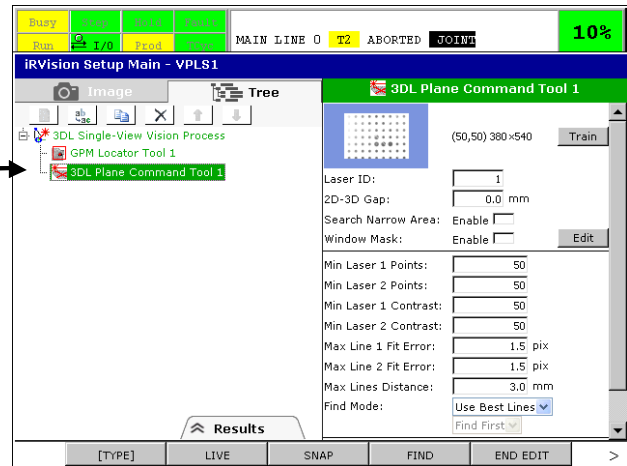 Busy Step Hold Fault
Run I/O Prod TCyc
MAIN LINE 0 T2 ABORTED JOINT
10%
iRVision Setup Main - VPLS1
Image Tree
3DL Plane Command Tool 1
3DL Single-View Vision Process
GPM Locator Tool 1
3DL Plane Command Tool 1
(50,50) 380×540 Train
Laser ID: 1
2D-3D Gap: 0.0 mm
Search Narrow Area: Enable
Window Mask: Enable Edit
Min Laser 1 Points: 50
Min Laser 2 Points: 50
Min Laser 1 Contrast: 50
Min Laser 2 Contrast: 50
Max Line 1 Fit Error: 1.5 pix
Max Line 2 Fit Error: 1.5 pix
Max Lines Distance: 3.0 mm
Find Mode: Use Best Lines
Find First
Results
[TYPE] LIVE SNAP FIND END EDIT >